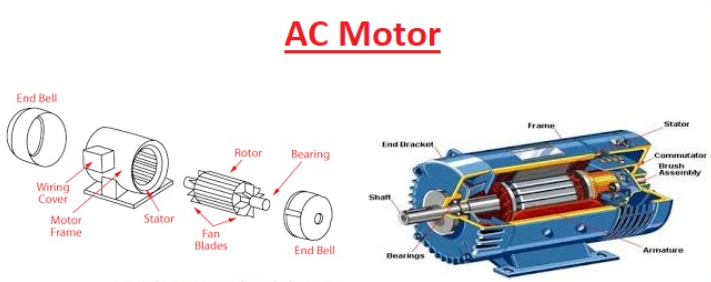 AC Motor
End Bell
Wiring
Cover
Motor
Frame
Stator
Rotor
Bearing
Fan
Blades
End Bell
Frame
Stator
End Bracket
Commutator
Brush
Assembly
Shaft
Bearings
Armature